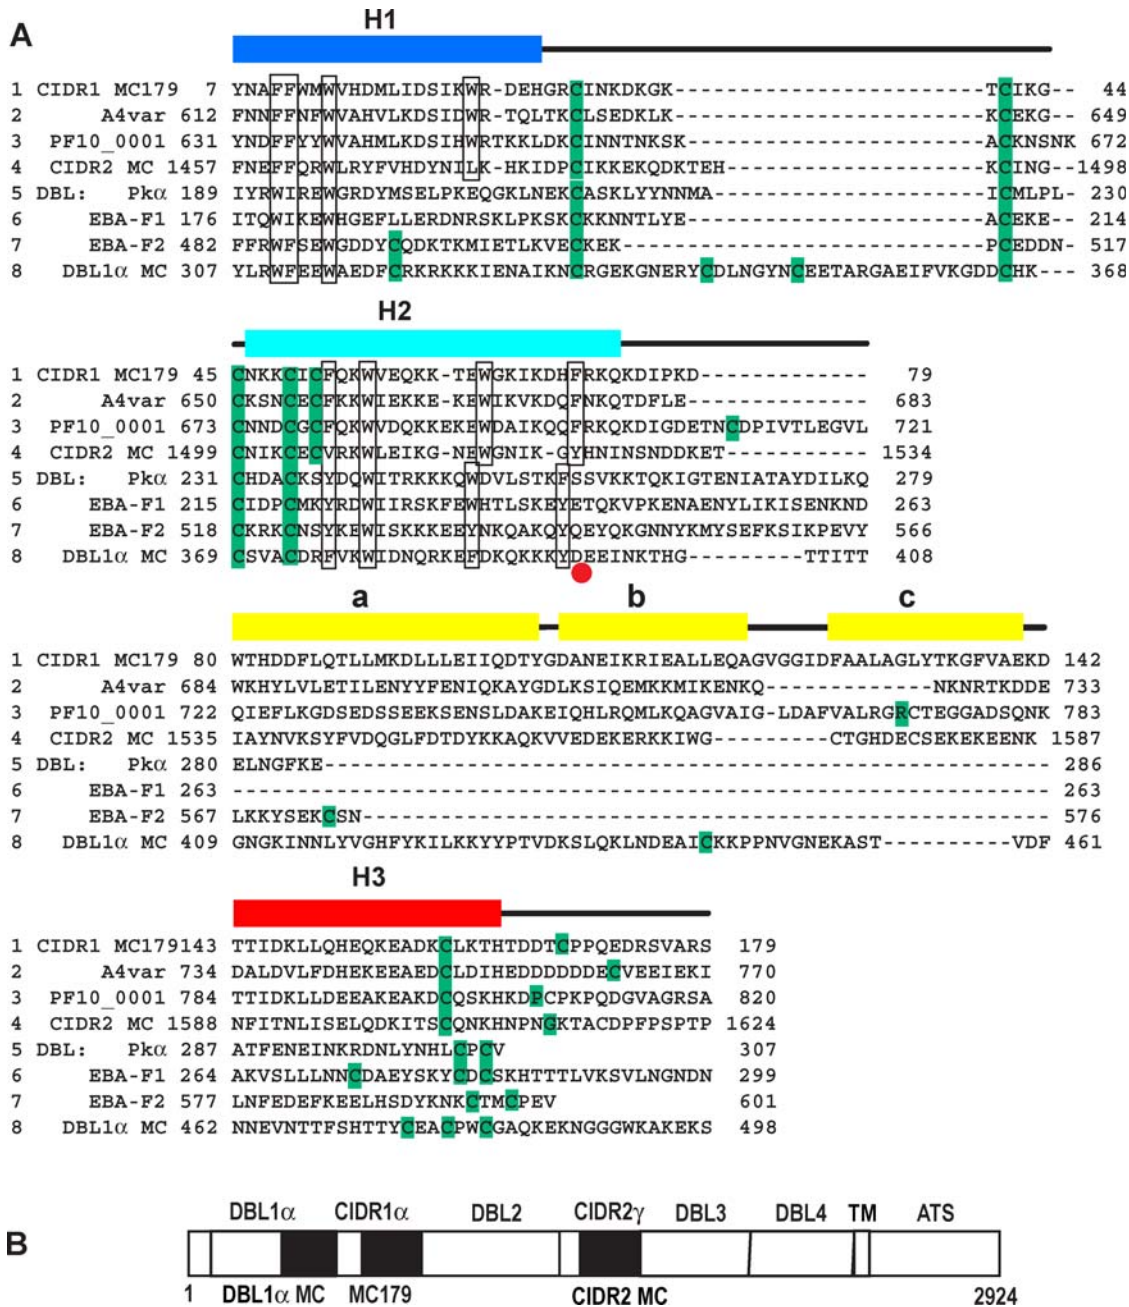 A
H1
1 CIDR1 MC179 7 YNAFFWMWVHDMLIDSIKWR-DEHGRCINKDKGK------------------------TCIKG-- 44
2 A4var 612 FNNFFNFWVAHVLKDSIDWR-TQLTKCLSEDKLK------------------------KCEKG-- 649
3 PF10_0001 631 YNDFFYYWVAHMLKDSIHWRTKKLDKCINNTNKSK-----------------------ACKNSNK 672
4 CIDR2 MC 1457 FNEFFQRWLRYFVHDYNILK-HKIDPCIKKEKQDKTEH--------------------KCING--1498
5 DBL: Pkα 189 IYRWIREWGRDYMSELPKEQGKLNEKCASKLYYNNMA---------------------ICMLPL- 230
6 EBA-F1 176 ITQWIKEWHGEFLLERDNRSKLPKSKCKKNNTLYE-----------------------ACEKE-- 214
7 EBA-F2 482 FFRWFSEWGDDYCQDKTKMIETLKVECKEK----------------------------PCEDDN- 517
8 DBL1α MC 307 YLRWFEEWAEDFCRKRKKKIENAIKNCRGEKGNERYCDLNGYNCEETARGAEIFVKGDDCHK--- 368
H2
1 CIDR1 MC179 45 CNKKCICFQKWVEQKK-TEWGKIKDHFRKQKDIPKD------------- 79
2 A4var 650 CKSNCECFKKWIEKKE-KEWIKVKDQFNKQTDFLE-------------- 683
3 PF10_0001 673 CNNDCGCFQKWVDQKKEKEWDAIKQQFRKQKDIGDETNCDPIVTLEGVL 721
4 CIDR2 MC 1499 CNIKCECVRKWLEIKG-NEWGNIK-GYHNINSNDDKET----------- 1534
5 DBL: Pkα 231 CHDACKSYDQWITRKKKQWDVLSTKFSSVKKTQKIGTENIATAYDILKQ 279
6 EBA-F1 215 CIDPCMKYRDWIIRSKFEWHTLSKEYETQKVPKENAENYLIKISENKND 263
7 EBA-F2 518 CKRKCNSYKEWISKKKEEYNKQAKQYQEYQKGNNYKMYSEFKSIKPEVY 566
8 DBL1α MC 369 CSVACDRFVKWIDNQRKEFDKQKKKYDEEINKTHG---------TTITT 408
a b c
1 CIDR1 MC179 80 WTHDDFLQTLLMKDLLLEIIQDTYGDANEIKRIEALLEQAGVGGIDFAALAGLYTKGFVAEKD 142
2 A4var 684 WKHYLVLETILENYYFENIQKAYGDLKSIQEMKKMIKENKQ-------------NKNRTKDDE 733
3 PF10_0001 722 QIEFLKGDSEDSSEEKSENSLDAKEIQHLRQMLKQAGVAIG-LDAFVALRGRCTEGGADSQNK 783
4 CIDR2 MC 1535 IAYNVKSYFVDQGLFDTDYKKAQKVVEDEKERKKIWG---------CTGHDECSEKEKEENK 1587
5 DBL: Pkα 280 ELNGFKE-------------------------------------------------------- 286
6 EBA-F1 263 --------------------------------------------------------------- 263
7 EBA-F2 567 LKKYSEKCSN----------------------------------------------------- 576
8 DBL1α MC 409 GNGKINNLYVGHFYKILKKYYPTVDKSLQKLNDEAICKKPPNVGNEKAST----------VDF 461
H3
1 CIDR1 MC179143 TTIDKLLQHEQKEADKCLKTHTDDTCPPQEDRSVARS 179
2 A4var 734 DALDVLFDHEKEEAEDCLDIHEDDDDDDECVEEIEKI 770
3 PF10_0001 784 TTIDKLLDEEAKEAKDCQSKHKDPCPKPQDGVAGRSA 820
4 CIDR2 MC 1588 NFITNLISELQDKITSCQNKHNPNGKTACDPFPSPTP 1624
5 DBL: Pkα 287 ATFENEINKRDNLYNHLCPCV 307
6 EBA-F1 264 AKVSLLLNNCDAEYSKYCDCSKHTTTLVKSVLNGNDN 299
7 EBA-F2 577 LNFEDEFKEELHSDYKNKCTMCPEV 601
8 DBL1α MC 462 NNEVNTTFSHTTYCEACPWCGAQKEKNGGGWKAKEKS 498
DBL1α CIDR1α DBL2 CIDR2γ DBL3 DBL4 TM ATS
B
1 DBL1α MC MC179 CIDR2 MC 2924